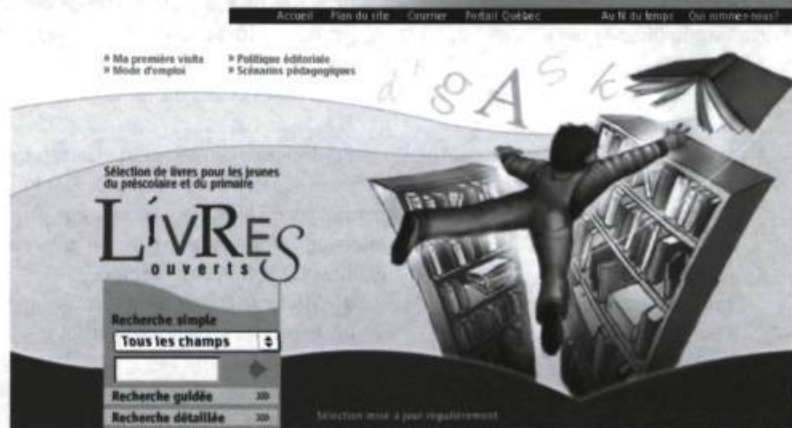 Accueil Plan du site Courrier Portail Québec Au fil du temps Qui sommes-nous?
» Ma première visite » Politique éditoriale
» Mode d'emploi » Scénarios pédagogiques
d' g A S k
Sélection de livres pour les jeunes
du préscolaire et du primaire
LIVRES
ouverts
Recherche simple
Tous les champs
Recherche guidée »»
Recherche détaillée »»
Sélection mise à jour régulièrement